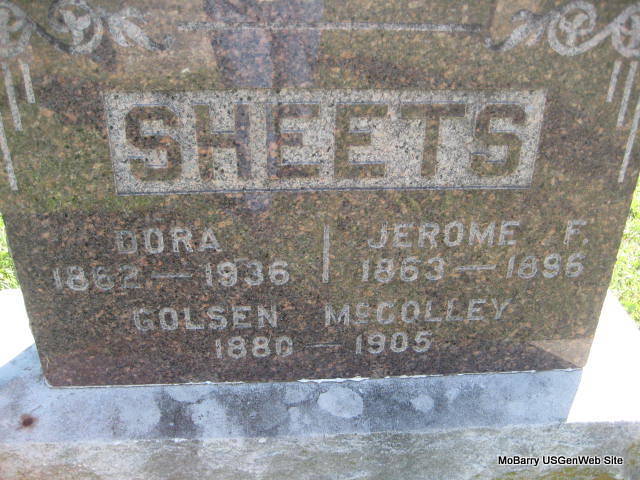 SHEETS
DORA JEROME F.
1862 — 1936 1863 — 1896
GOLSEN McCOLLEY
1880 — 1905
MoBarry USGenWeb Site